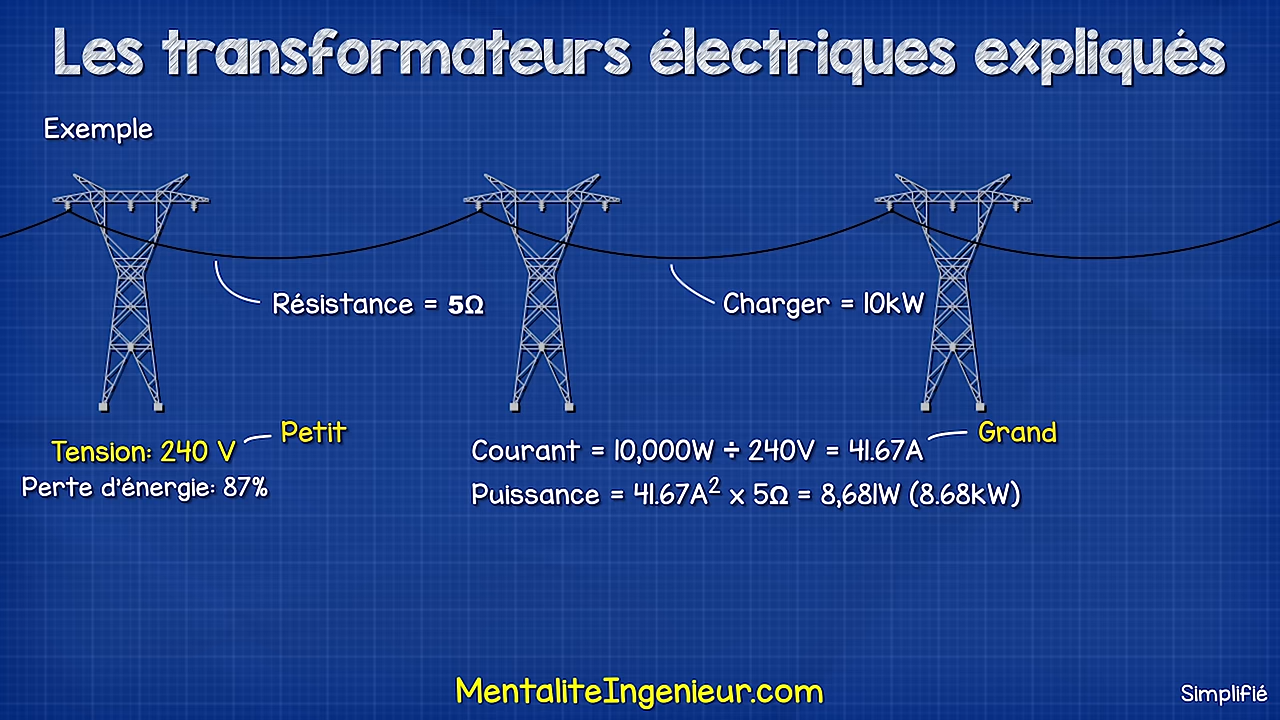 Les transformateurs électriques expliqués
Exemple
Résistance = 5Ω
Charger = 10kW
Tension: 240 V
Petit
Perte d'énergie: 87%
Courant = 10,000W ÷ 240V = 41.67A
Grand
Puissance = 41.67A² x 5Ω = 8,681W (8.68kW)
MentaliteIngenieur.com
Simplifié